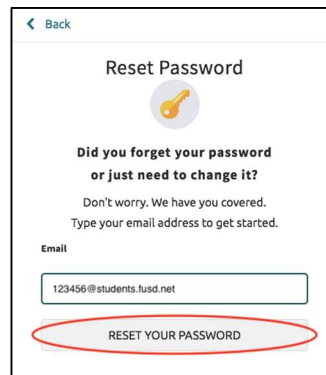 Back
Reset Password
Did you forget your password
or just need to change it?
Don't worry. We have you covered.
Type your email address to get started.
Email
123456@students.fusd.net
RESET YOUR PASSWORD